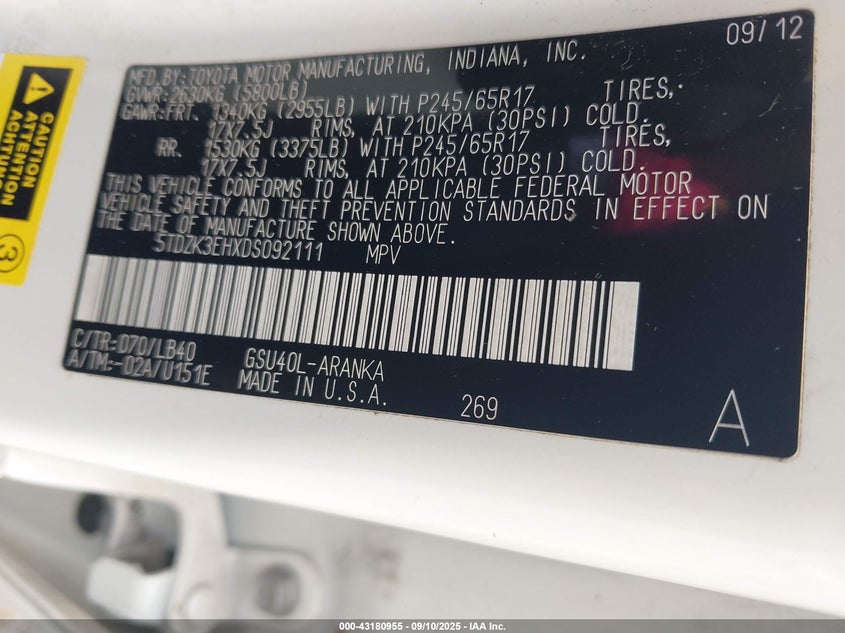 09/12
MFD.BY:TOYOTA MOTOR MANUFACTURING, INDIANA, INC.
GVWR: 2630KG (5800LB)
GAWR:FRT. 1340KG (2955LB) WITH P245/65R17 TIRES,
17X7.5J RIMS, AT 210KPA (30PSI) COLD.
RR. 1530KG (3375LB) WITH P245/65R17 TIRES,
17X7.5J RIMS, AT 210KPA (30PSI) COLD.
THIS VEHICLE CONFORMS TO ALL APPLICABLE FEDERAL MOTOR
VEHICLE SAFETY AND THEFT PREVENTION STANDARDS IN EFFECT ON
THE DATE OF MANUFACTURE SHOWN ABOVE.
5TDZK3EHXDS092111 MPV
C/TR:070/LB40 GSU40L-ARANKA
A/TM:-02A/U151E MADE IN U.S.A.
269
A
CAUTION
ATTENTION
ACHTUNG
3
000-43180955 - 09/10/2025 - IAA Inc.